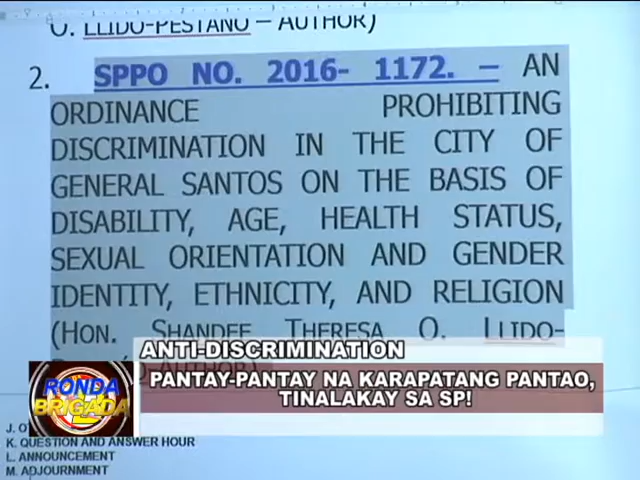 O. LLIDO-PESTAÑO – AUTHOR)
2. SPPO NO. 2016- 1172. – AN
ORDINANCE PROHIBITING
DISCRIMINATION IN THE CITY OF
GENERAL SANTOS ON THE BASIS OF
DISABILITY, AGE, HEALTH STATUS,
SEXUAL ORIENTATION AND GENDER
IDENTITY, ETHNICITY, AND RELIGION
(HON. SHANDEE THERESA O. LLIDO-
ANTI-DISCRIMINATION
PANTAY-PANTAY NA KARAPATANG PANTAO,
TINALAKAY SA SP!
RONDA
BRIGADA
K. QUESTION AND ANSWER HOUR
L. ANNOUNCEMENT
M. ADJOURNMENT